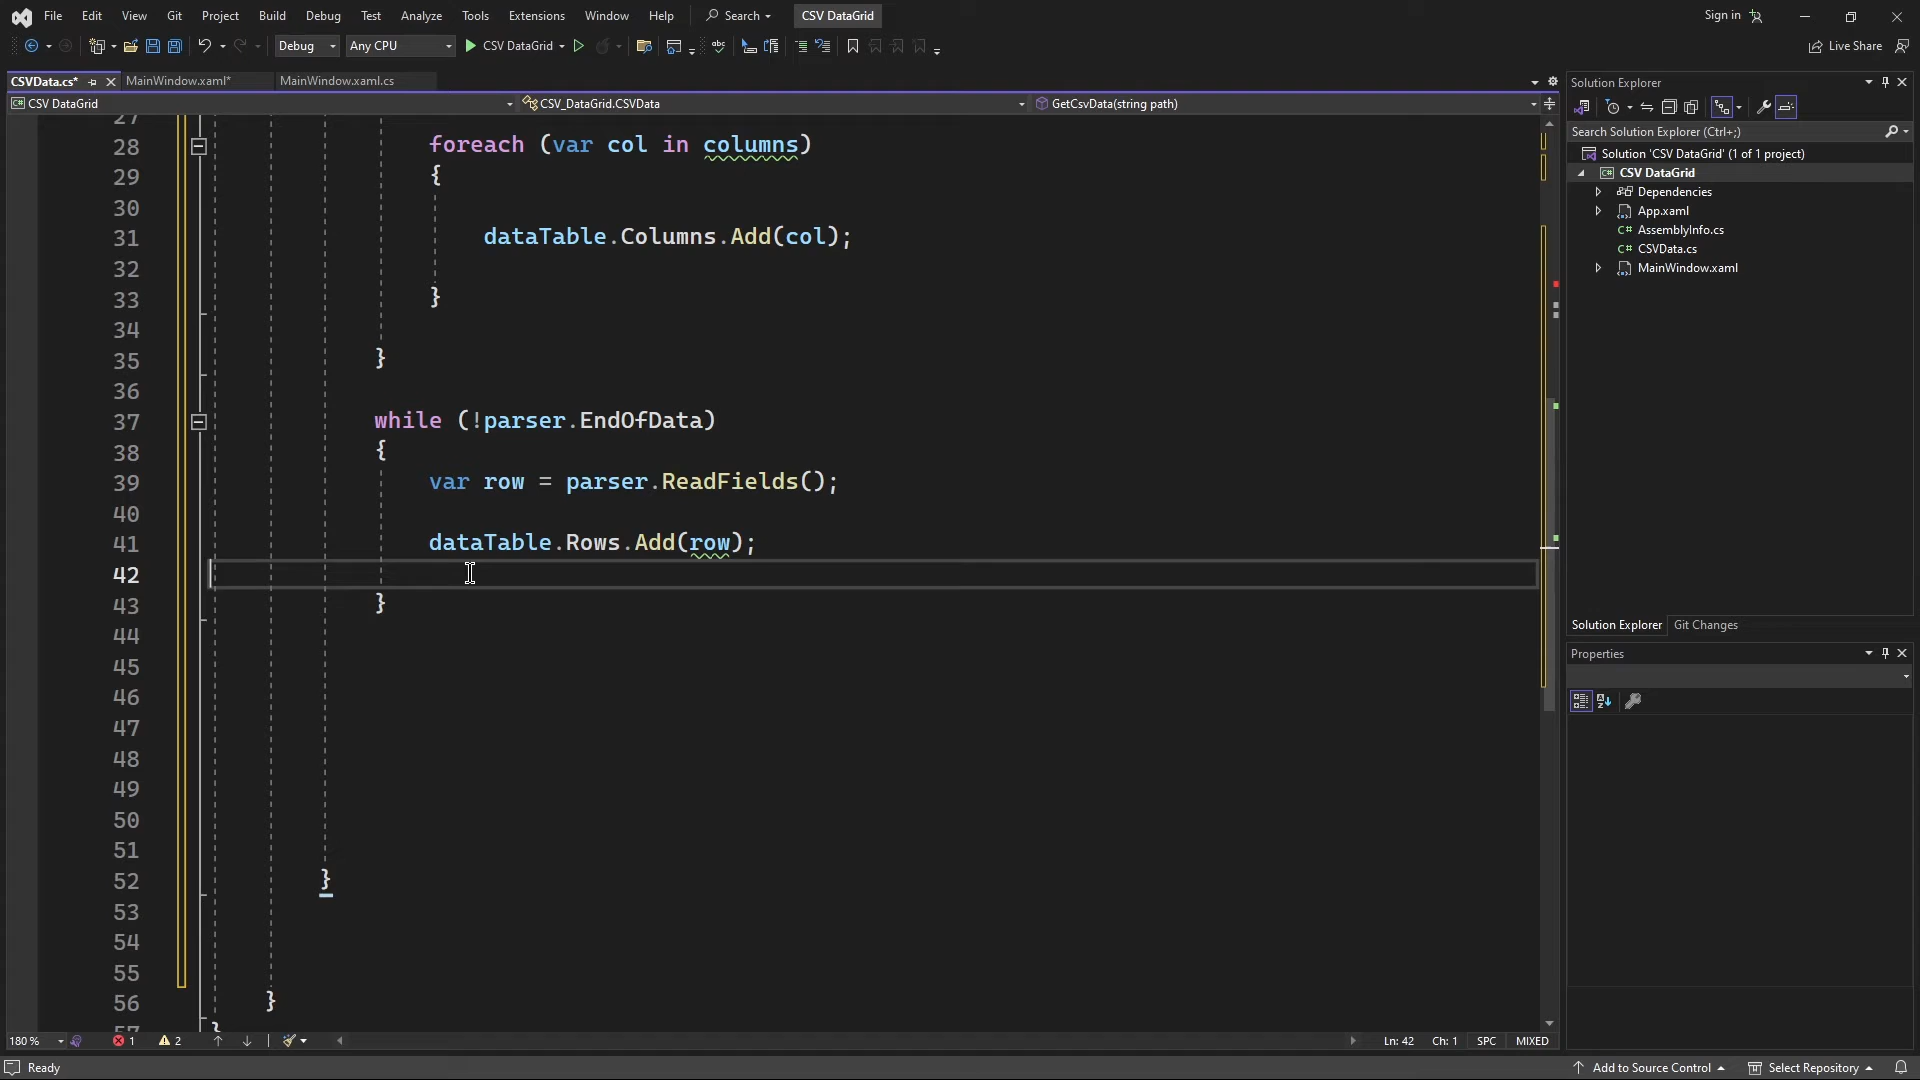 File Edit View Git Project Build Debug Test Analyze Tools Extensions Window Help Search CSV DataGrid Sign in
Debug Any CPU CSV DataGrid Live Share
CSVData.cs* MainWindow.xaml* MainWindow.xaml.cs
CSV DataGrid CSV_DataGrid.CSVData GetCsvData(string path)
27
28 foreach (var col in columns)
29 {
30
31 dataTable.Columns.Add(col);
32
33 }
34
35 }
36
37 while (!parser.EndOfData)
38 {
39 var row = parser.ReadFields();
40
41 dataTable.Rows.Add(row);
42
43 }
44
45
46
47
48
49
50
51
52 }
53
54
55
56 }
57 }
180 % 1 2 Ln: 42 Ch: 1 SPC MIXED
Ready Add to Source Control Select Repository
Solution Explorer
Search Solution Explorer (Ctrl+;)
Solution 'CSV DataGrid' (1 of 1 project)
CSV DataGrid
Dependencies
App.xaml
C# AssemblyInfo.cs
C# CSVData.cs
MainWindow.xaml
Solution Explorer Git Changes
Properties